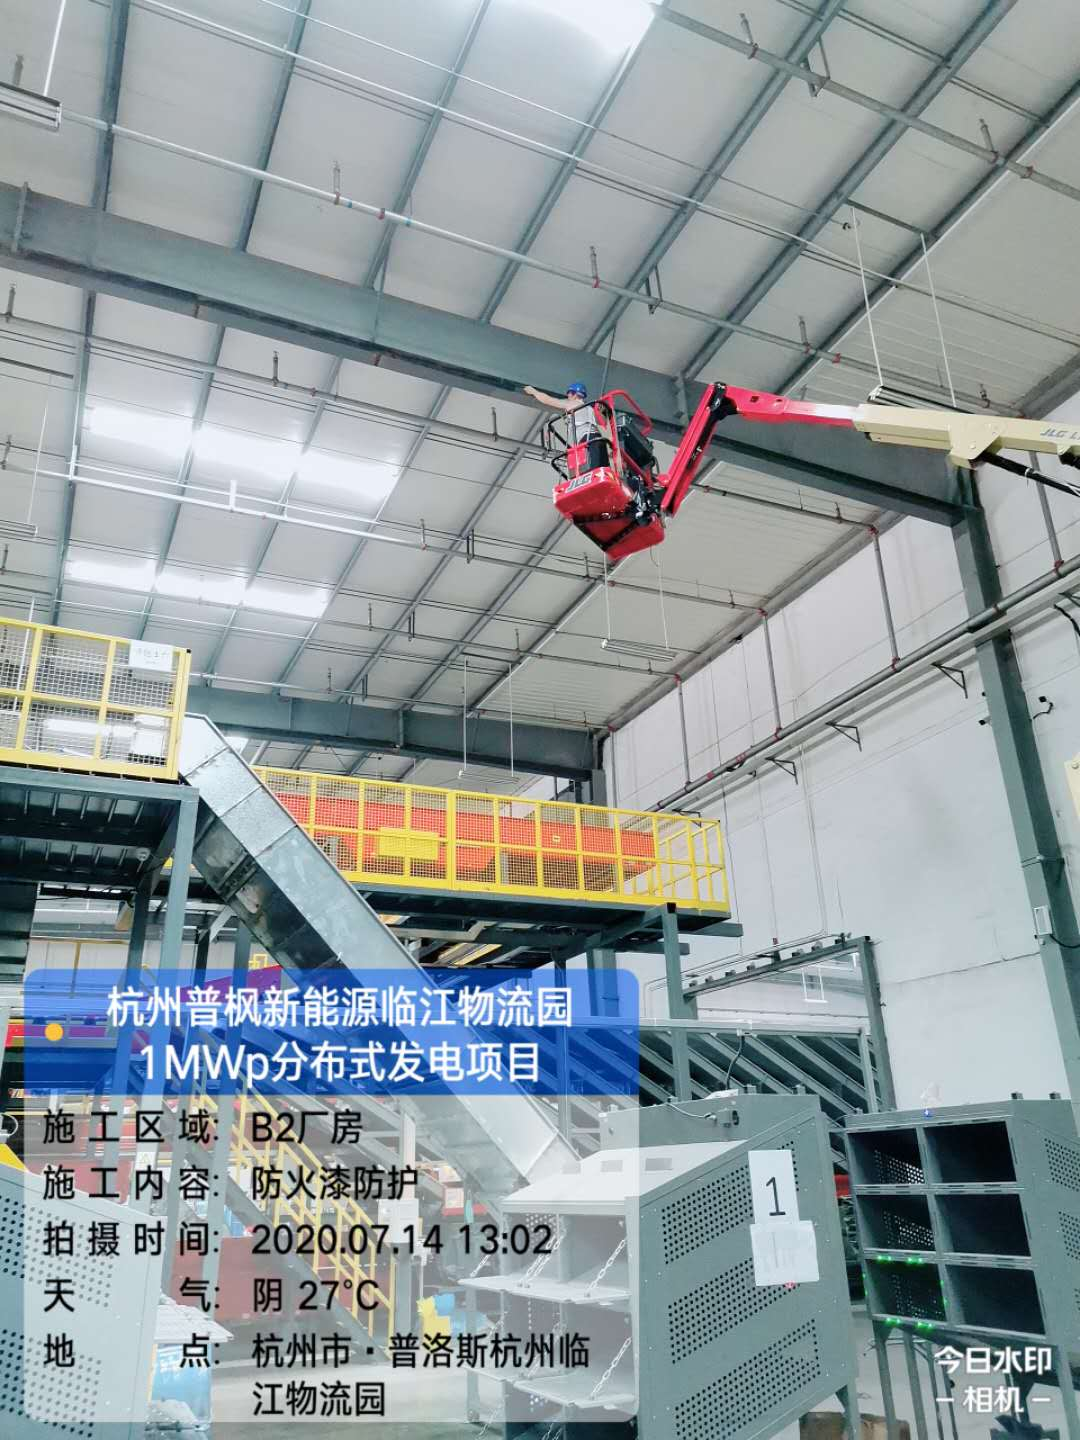 JLG
JLG
杭州普枫新能源临江物流园
1MWp分布式发电项目
施工区域: B2厂房
施工内容: 防火漆防护
拍摄时间: 2020.07.14 13:02
天气: 阴 27°C
地点: 杭州市·普洛斯杭州临
江物流园
1
今日水印
-相机-